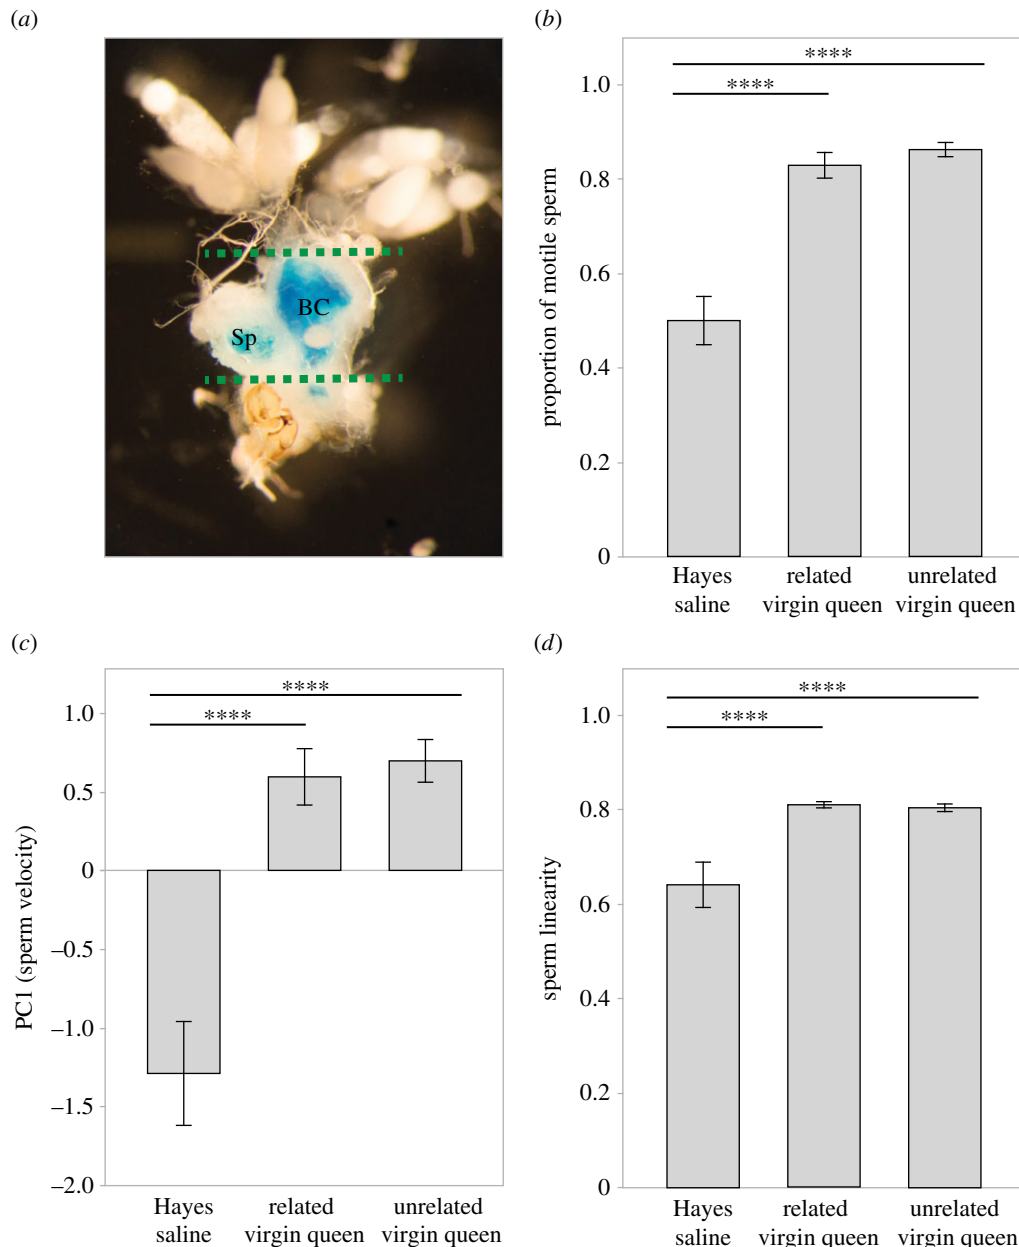 (a)
BC
Sp
(b)
proportion of motile sperm
1.0
0.8
0.6
0.4
0.2
0
****
****
Hayes
saline
related
virgin queen
unrelated
virgin queen
(c)
PC1 (sperm velocity)
1.0
0.5
0
–0.5
–1.0
–1.5
–2.0
****
****
Hayes
saline
related
virgin queen
unrelated
virgin queen
(d)
sperm linearity
1.0
0.8
0.6
0.4
0.2
0
****
****
Hayes
saline
related
virgin queen
unrelated
virgin queen